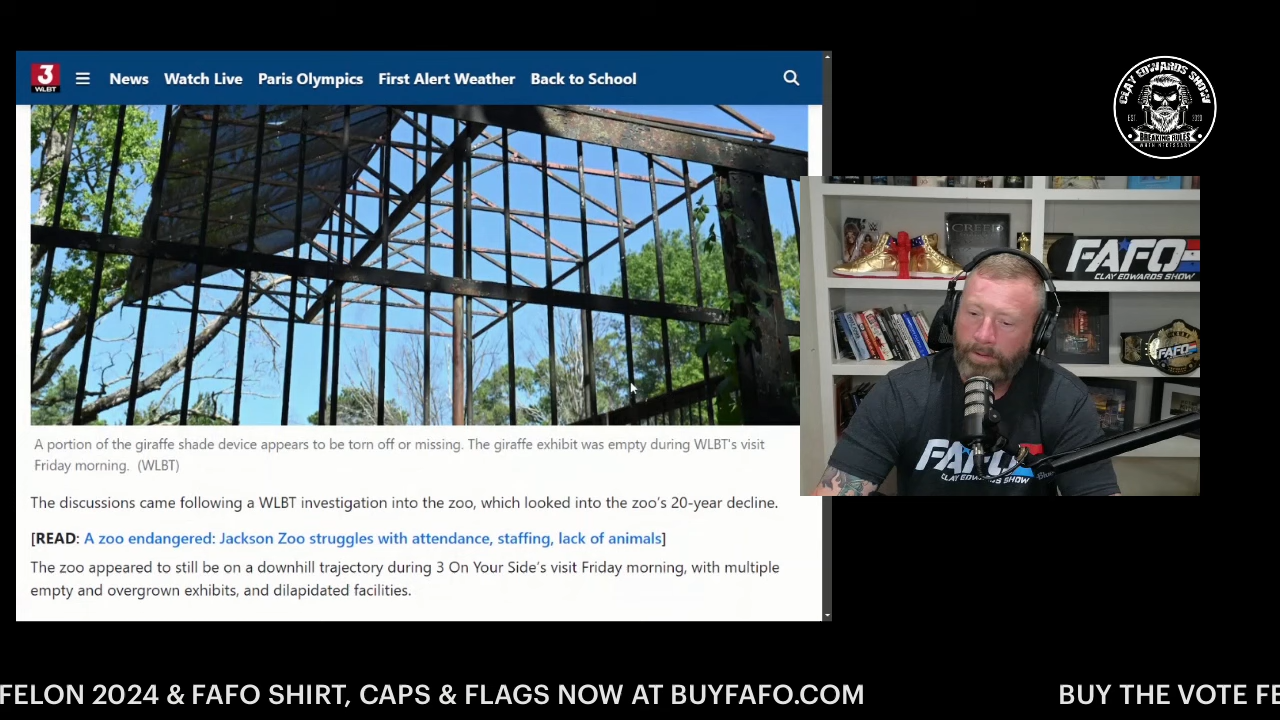 3
WLBT
News Watch Live Paris Olympics First Alert Weather Back to School
A portion of the giraffe shade device appears to be torn off or missing. The giraffe exhibit was empty during WLBT's visit
Friday morning. (WLBT)
The discussions came following a WLBT investigation into the zoo, which looked into the zoo's 20-year decline.
[READ: A zoo endangered: Jackson Zoo struggles with attendance, staffing, lack of animals]
The zoo appeared to still be on a downhill trajectory during 3 On Your Side's visit Friday morning, with multiple
empty and overgrown exhibits, and dilapidated facilities.
CLAY EDWARDS SHOW
BREAKING RULES
WHEN NECESSARY
CREED
FAFO
CLAY EDWARDS SHOW
FAFO
FAFO
CLAY EDWARDS SHOW
FELON 2024 & FAFO SHIRT, CAPS & FLAGS NOW AT BUYFAFO.COM
BUY THE VOTE FE